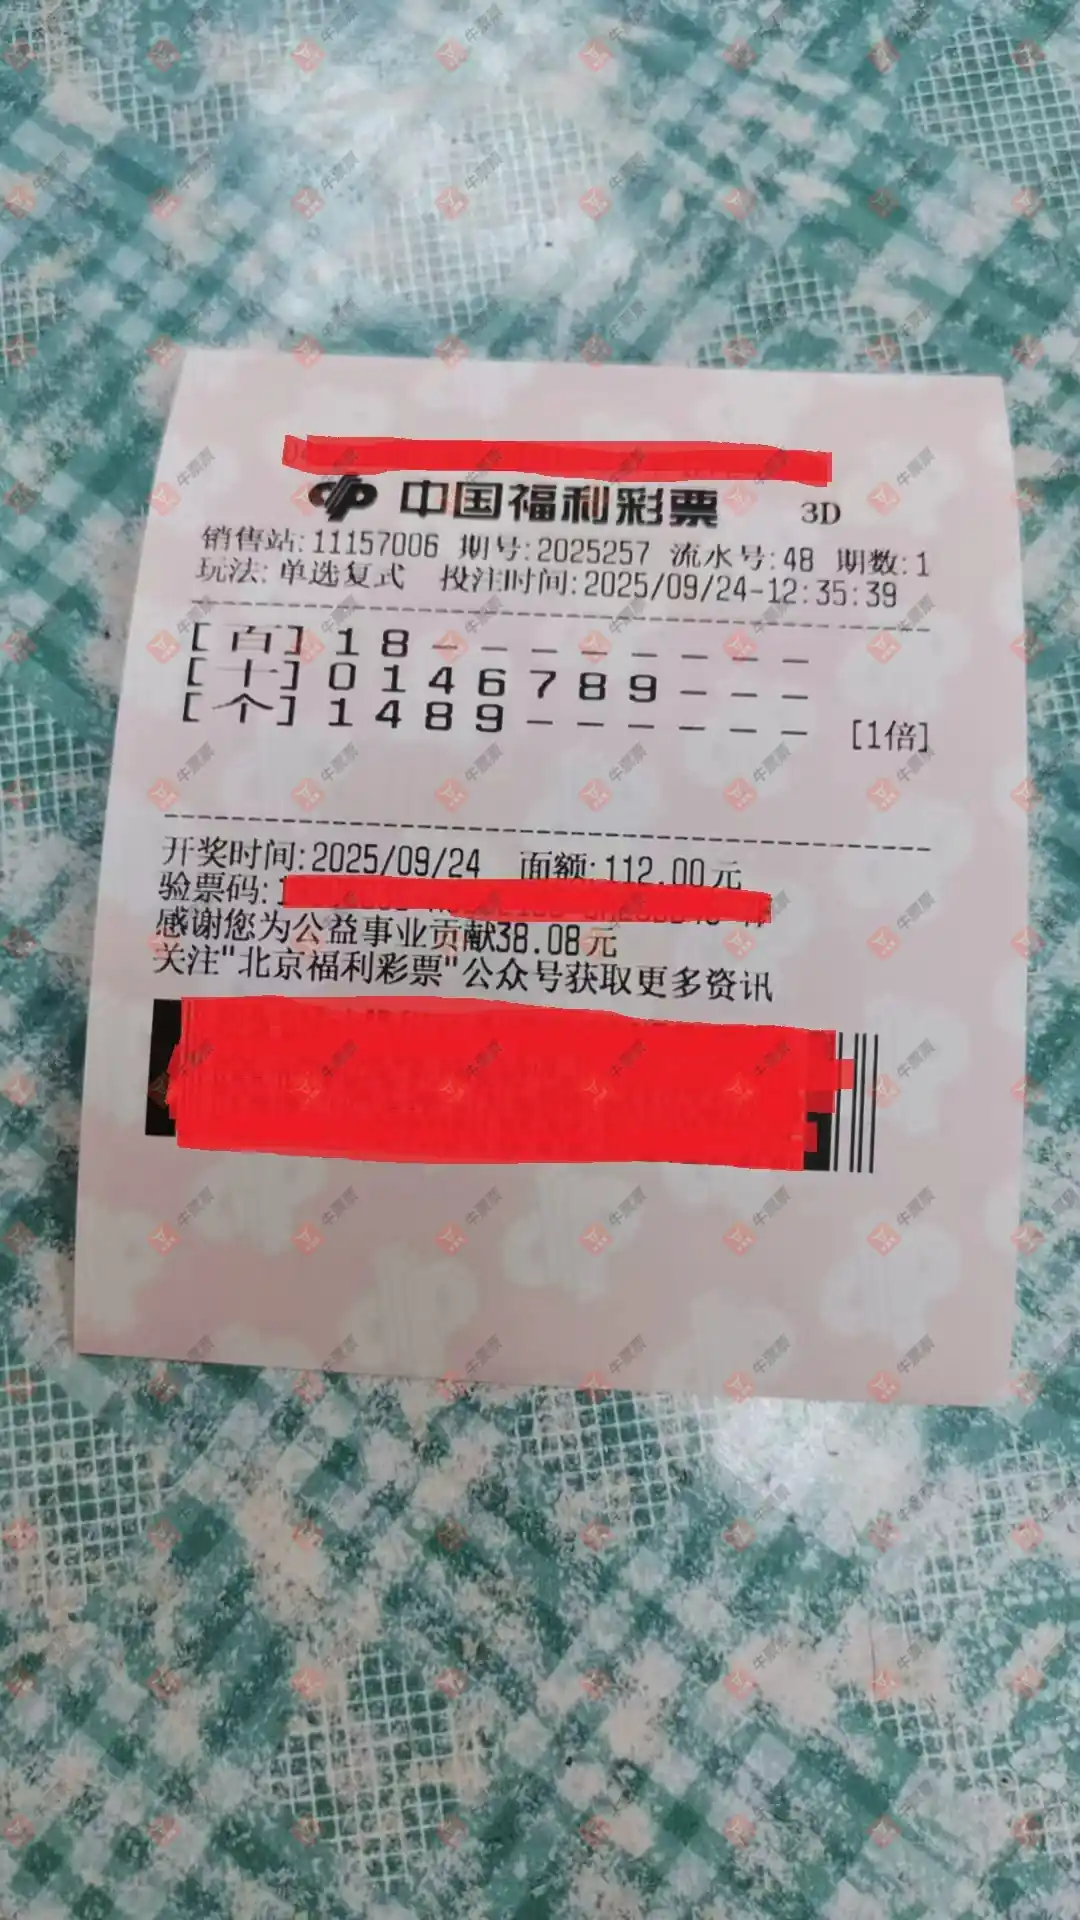 中国福利彩票 3D
销售站:11157006 期号:2025257 流水号:48 期数:1
玩法:单选复式 投注时间:2025/09/24-12:35:39
[百] 1 8 - - - - - - - -
[十] 0 1 4 6 7 8 9 - - -
[个] 1 4 8 9 - - - - - - [1倍]
开奖时间:2025/09/24 面额:112.00元
验票码:
感谢您为公益事业贡献38.08元
关注"北京福利彩票"公众号获取更多资讯
牛票票